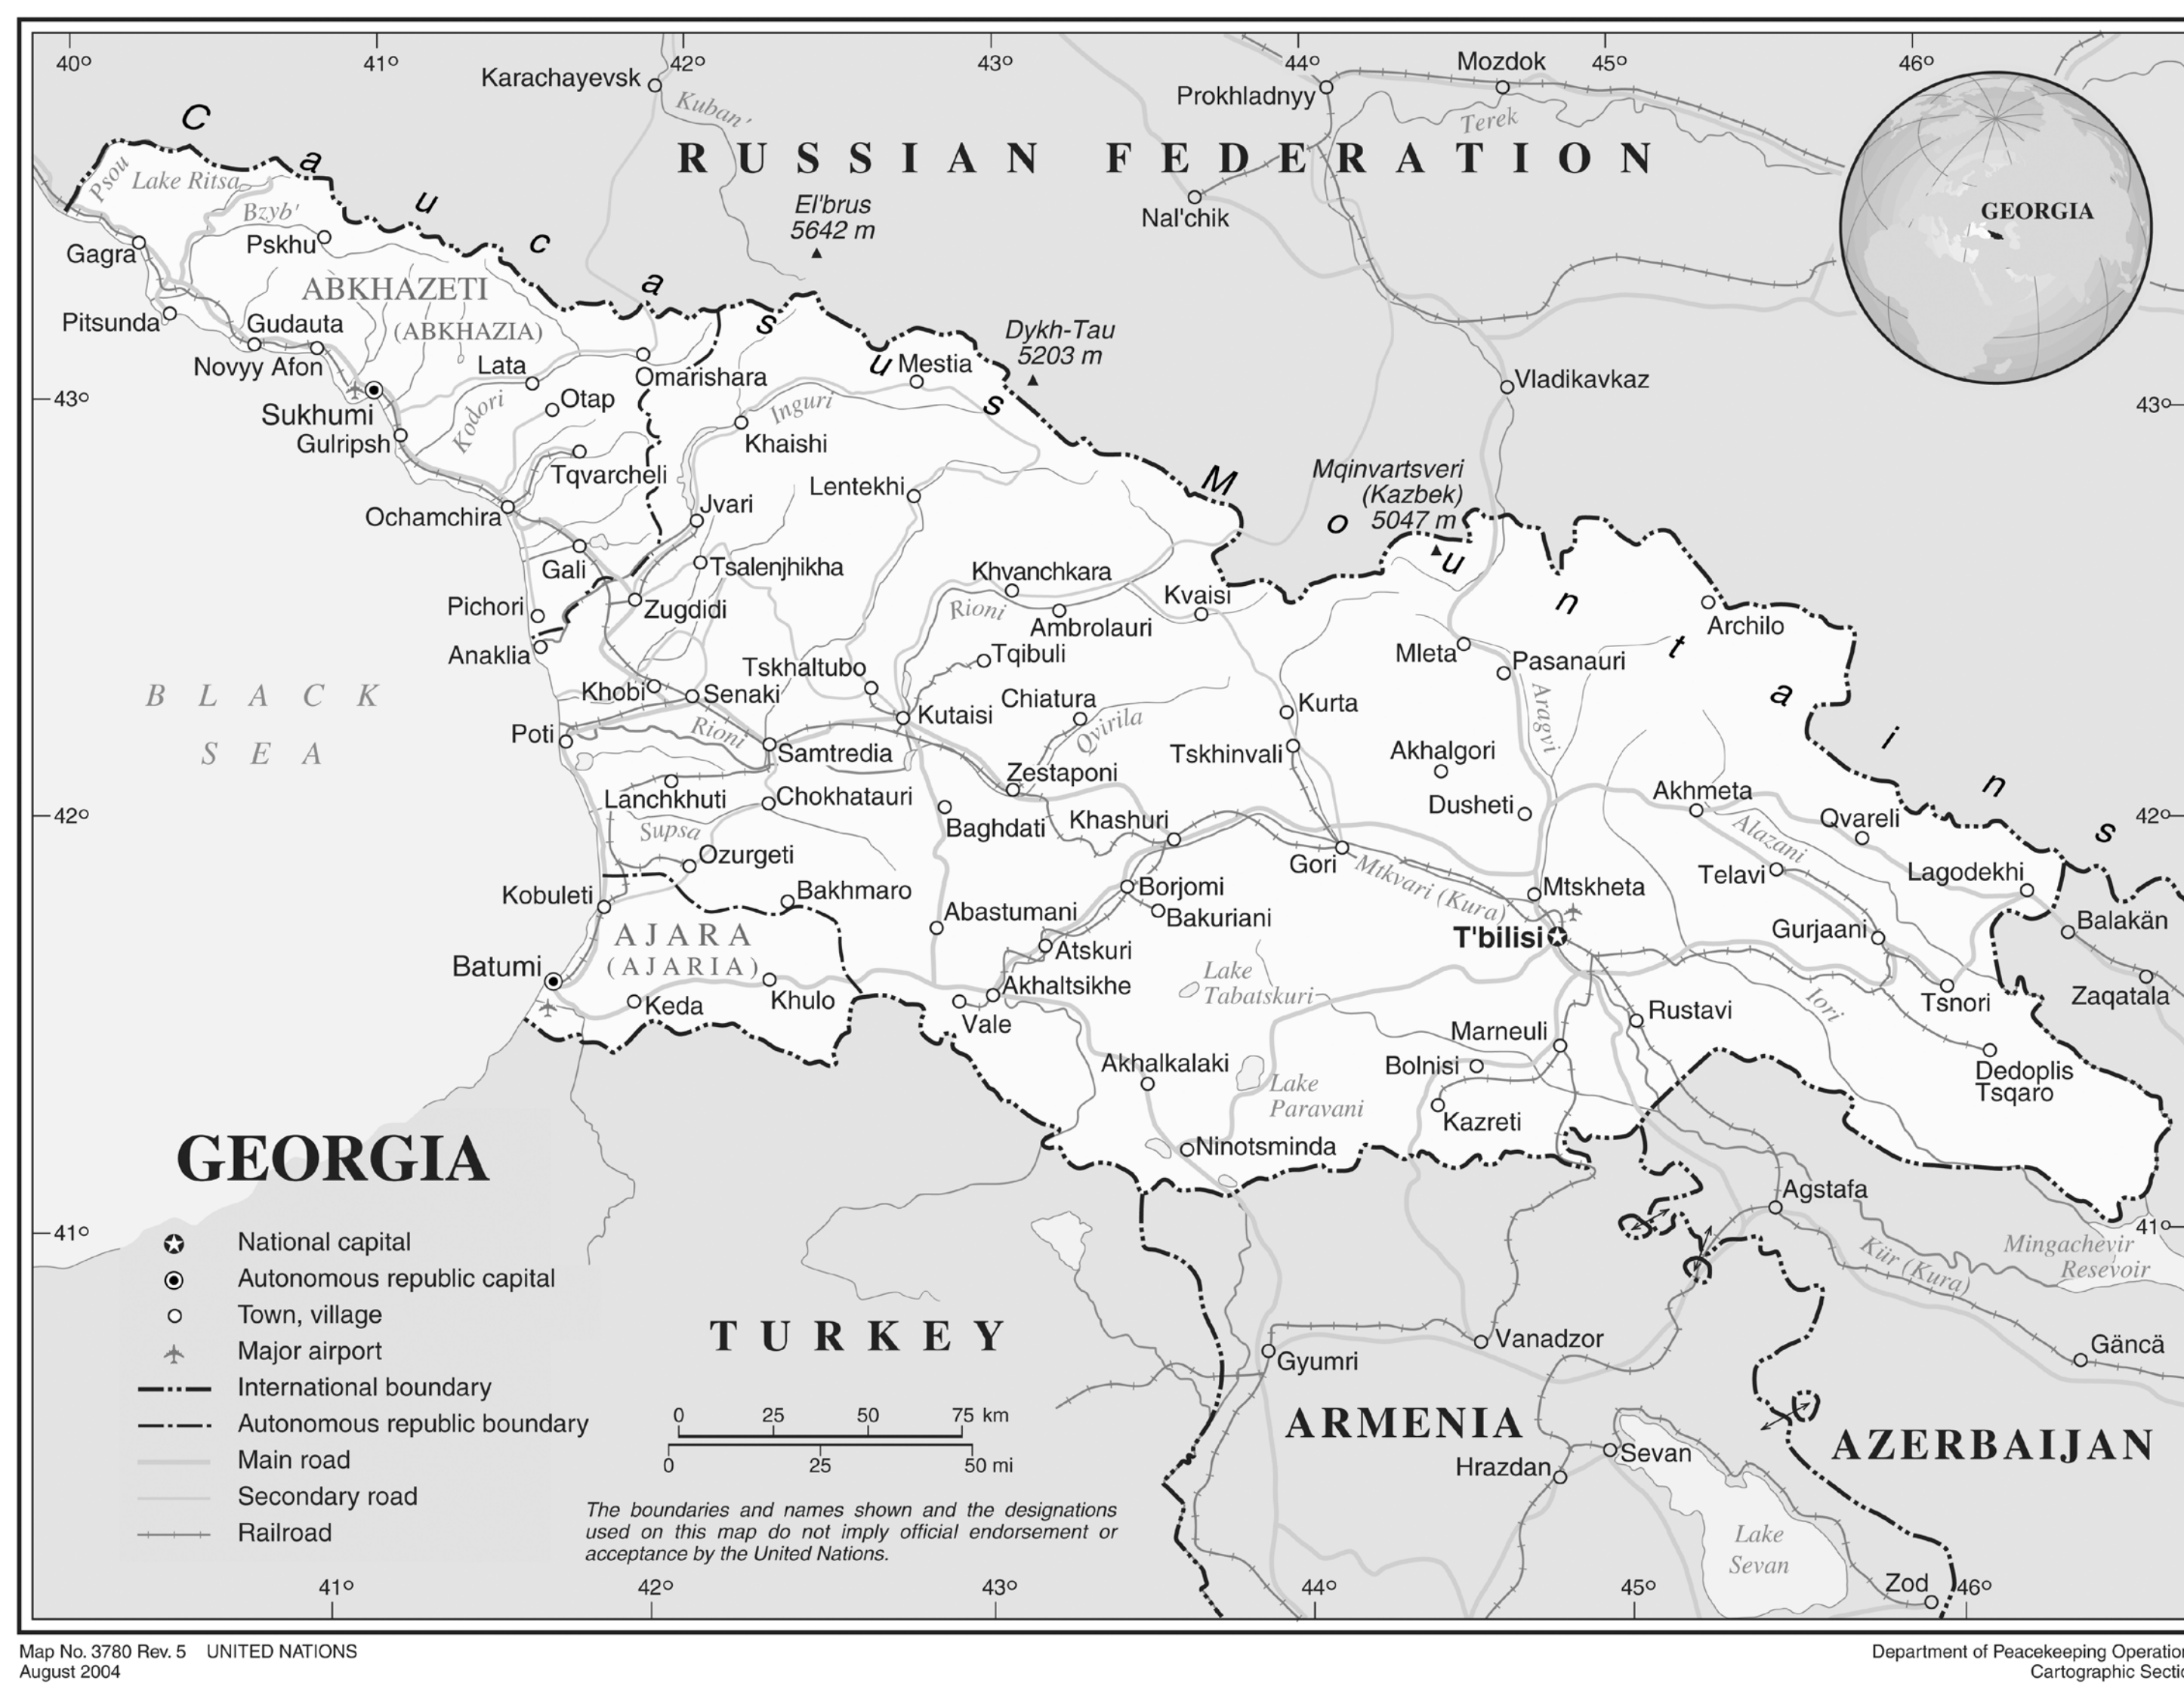 40° 41° 42° 43° 44° 45° 46°
Karachayevsk
Kuban'
Prokhladnyy
Mozdok
Terek
RUSSIAN FEDERATION
Caucasus Mountains
Psou
Lake Ritsa
Bzyb'
El'brus
5642 m
Nal'chik
GEORGIA
Gagra
Pskhu
ABKHAZETI
(ABKHAZIA)
Pitsunda
Gudauta
Novyy Afon
Lata
Omarishara
Mestia
Dykh-Tau
5203 m
Vladikavkaz
43°
43°
Sukhumi
Otap
Kodori
Inguri
Gulripsh
Khaishi
Tqvarcheli
Lentekhi
Mqinvartsveri
(Kazbek)
5047 m
Ochamchira
Jvari
Gali
Tsalenjhikha
Khvanchkara
Kvaisi
Pichori
Zugdidi
Rioni
Ambrolauri
Archilo
Anaklia
Tqibuli
Mleta
Pasanauri
BLACK
SEA
Khobi
Senaki
Tskhaltubo
Chiatura
Kurta
Aragvi
Poti
Rioni
Kutaisi
Qvirila
Samtredia
Tskhinvali
Akhalgori
Zestaponi
Lanchkhuti
Chokhatauri
Akhmeta
42°
42°
Supsa
Baghdati
Khashuri
Dusheti
Qvareli
Alazani
Ozurgeti
Gori
Mtkvari (Kura)
Telavi
Lagodekhi
Kobuleti
Bakhmaro
Borjomi
Mtskheta
AJARA
(AJARIA)
Abastumani
Bakuriani
T'bilisi
Gurjaani
Balakän
Batumi
Atskuri
Keda
Khulo
Akhaltsikhe
Lake
Tabatskuri
Iori
Tsnori
Zaqatala
Vale
Rustavi
Marneuli
Akhalkalaki
Bolnisi
Lake
Paravani
Dedoplis
Tsqaro
Kazreti
Ninotsminda
Agstafa
41°
41°
Kür (Kura)
Mingachevir
Resevoir
GEORGIA
National capital
Autonomous republic capital
Town, village
Major airport
International boundary
Autonomous republic boundary
Main road
Secondary road
Railroad
TURKEY
Vanadzor
Gyumri
Gäncä
0 25 50 75 km
0 25 50 mi
ARMENIA
AZERBAIJAN
Hrazdan
Sevan
Lake
Sevan
Zod
The boundaries and names shown and the designations
used on this map do not imply official endorsement or
acceptance by the United Nations.
41° 42° 43° 44° 45° 46°
Map No. 3780 Rev. 5 UNITED NATIONS
August 2004
Department of Peacekeeping
Cartographic